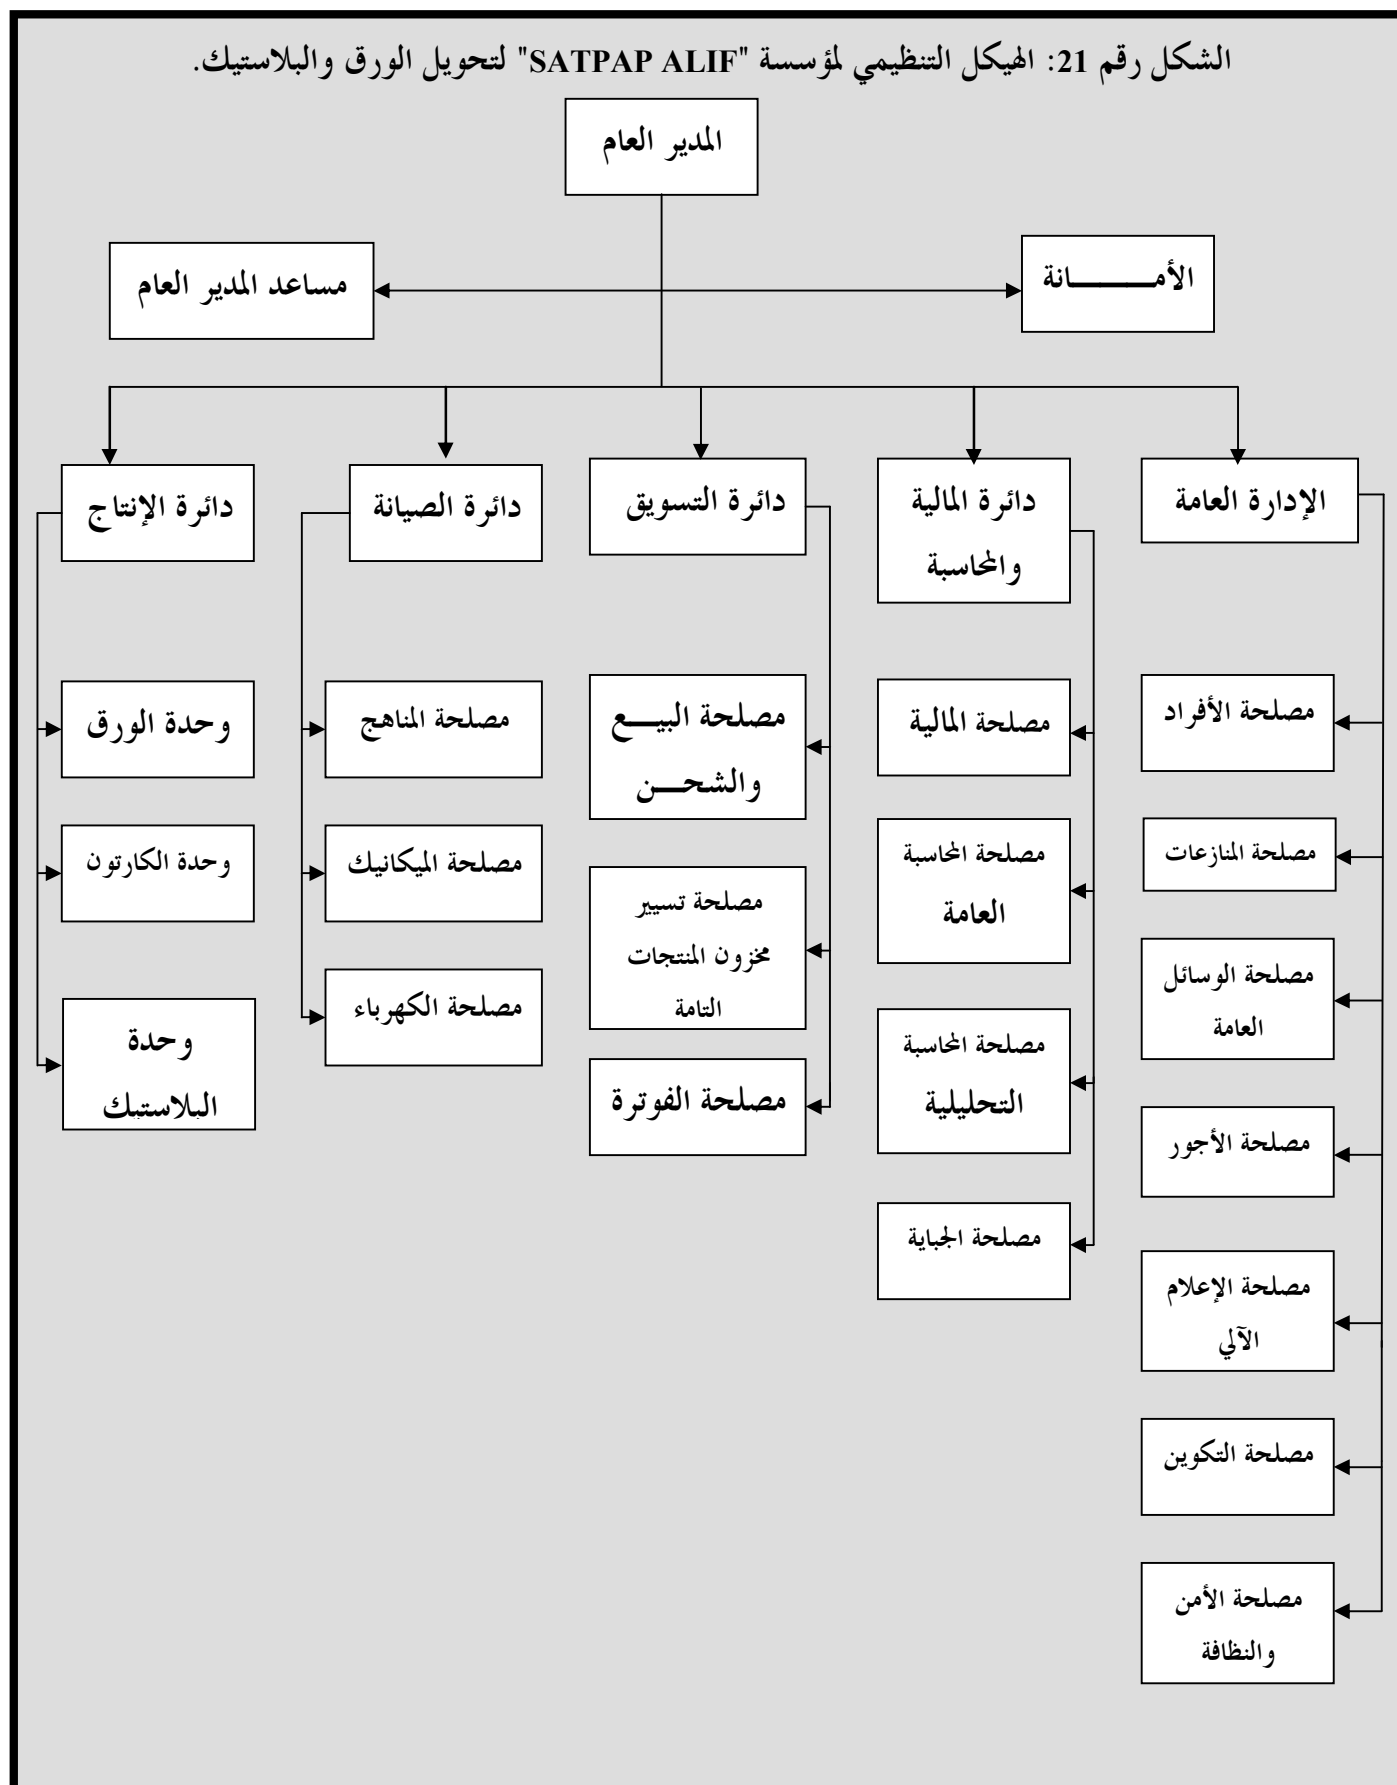 الشكل رقم 21: الهيكل التنظيمي لمؤسسة "SATPAP ALIF" لتحويل الورق والبلاستيك.
المدير العام
الأمـــــــانة
مساعد المدير العام
الإدارة العامة
دائرة المالية
والمحاسبة
دائرة التسويق
دائرة الصيانة
دائرة الإنتاج
مصلحة الأفراد
مصلحة المنازعات
مصلحة الوسائل
العامة
مصلحة الأجور
مصلحة الإعلام
الآلي
مصلحة التكوين
مصلحة الأمن
والنظافة
مصلحة المالية
مصلحة المحاسبة
العامة
مصلحة المحاسبة
التحليلية
مصلحة الجباية
مصلحة البيـــع
والشحـــن
مصلحة تسيير
مخزون المنتجات
التامة
مصلحة الفوترة
مصلحة المناهج
مصلحة الميكانيك
مصلحة الكهرباء
وحدة الورق
وحدة الكارتون
وحدة
البلاستيك